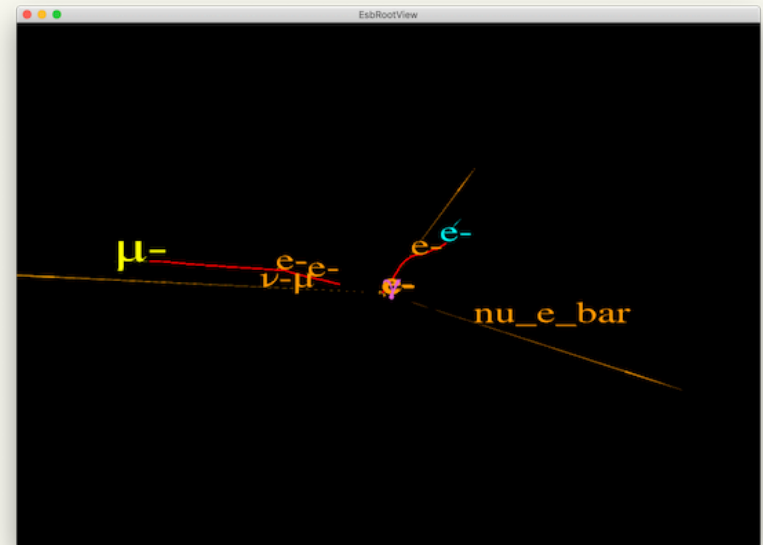 EsbRootView
e-
e-
μ-
e-
e-
ν-μ
e-
nu_e_bar